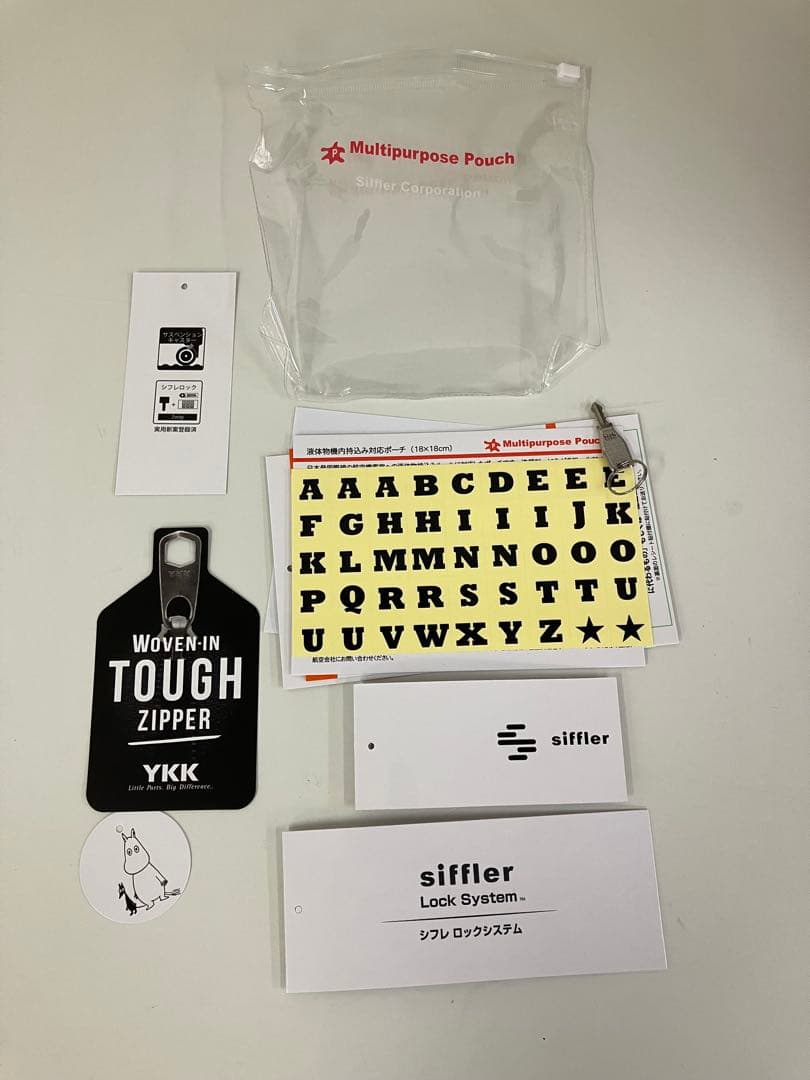 Multipurpose Pouch
Siffler Corporation
サスペンション
キャスター
シフレロック
2way
実用新案登録済
液体物機内持込み対応ポーチ (18×18cm)
Multipurpose Pouch
A A A B C D E E E
F G H H I I I J K
K L M M N N O O O
P Q R R S S T T U
U U V W X Y Z ★ ★
航空会社にお問い合わせください。
YKK
WOVEN-IN
TOUGH
ZIPPER
YKK
Little Parts. Big Difference.
siffler
siffler
Lock System™
シフレ ロックシステム